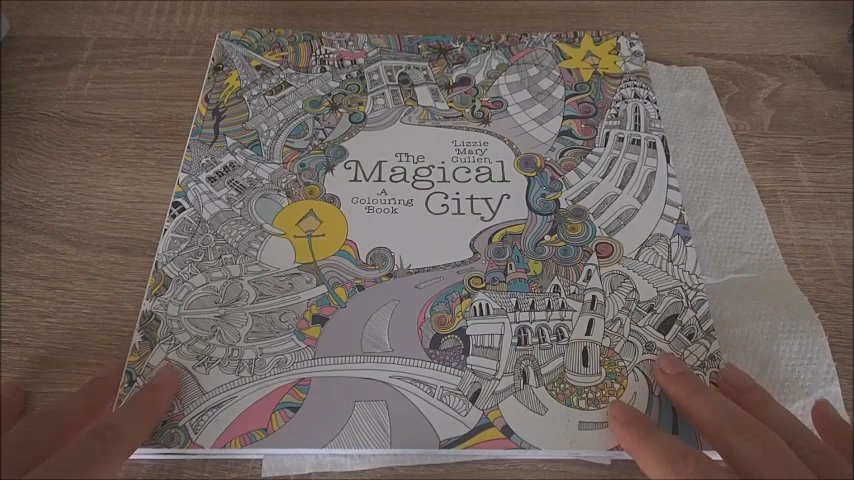 Lizzie
Mary
Cullen
The
Magical
City
A
Colouring
Book